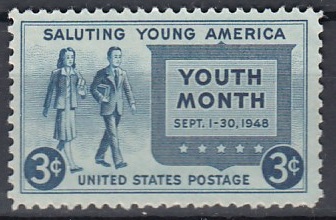 SALUTING YOUNG AMERICA
YOUTH
MONTH
SEPT. 1-30, 1948
3¢ 3¢
UNITED STATES POSTAGE